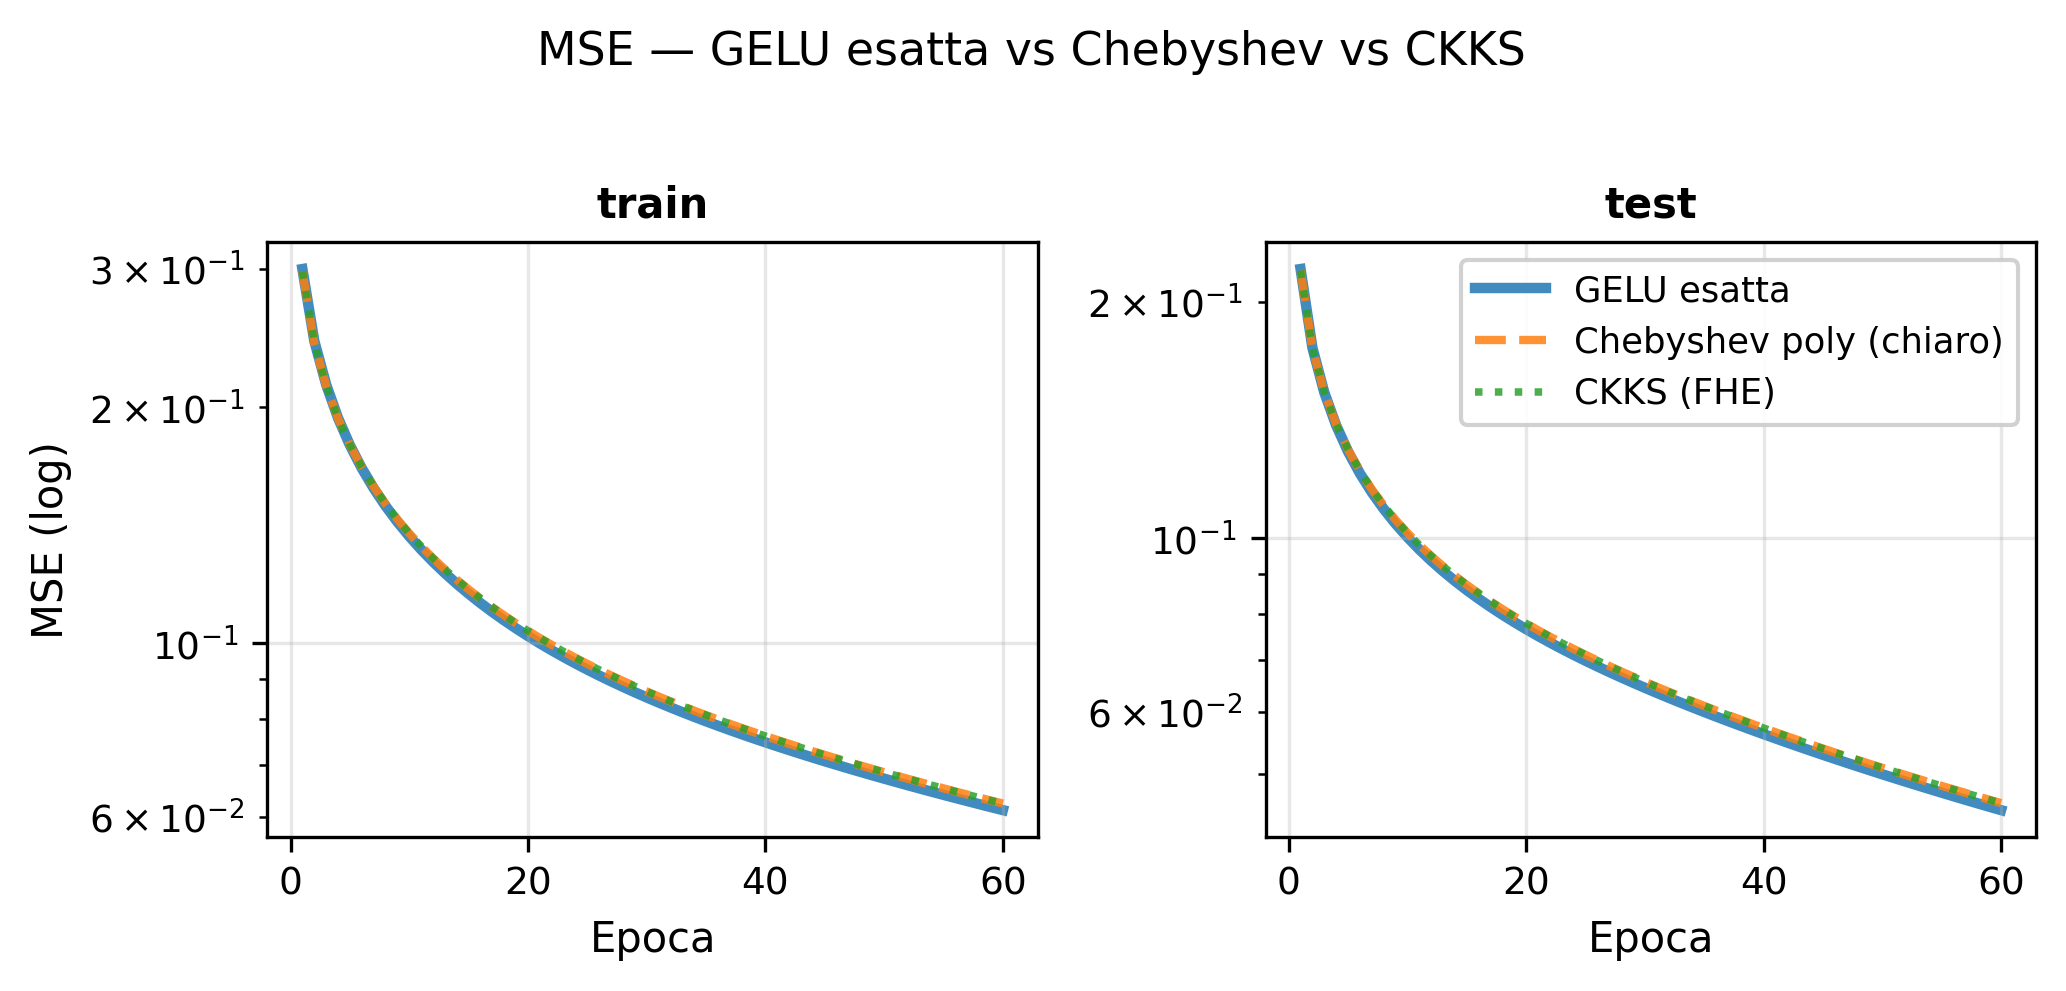 MSE — GELU esatta vs Chebyshev vs CKKS
train
MSE (log)
3 × 10⁻¹
2 × 10⁻¹
10⁻¹
6 × 10⁻²
0 20 40 60
Epoca
test
2 × 10⁻¹
10⁻¹
6 × 10⁻²
GELU esatta
Chebyshev poly (chiaro)
CKKS (FHE)
0 20 40 60
Epoca